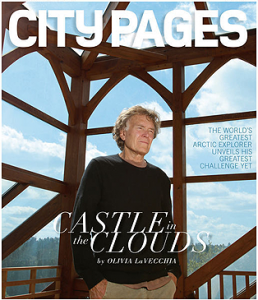 CITY PAGES
THE WORLD'S
GREATEST
ARCTIC EXPLORER
UNVEILS HIS
GREATEST
CHALLENGE YET
CASTLE in
the CLOUDS
by OLIVIA LaVECCHIA